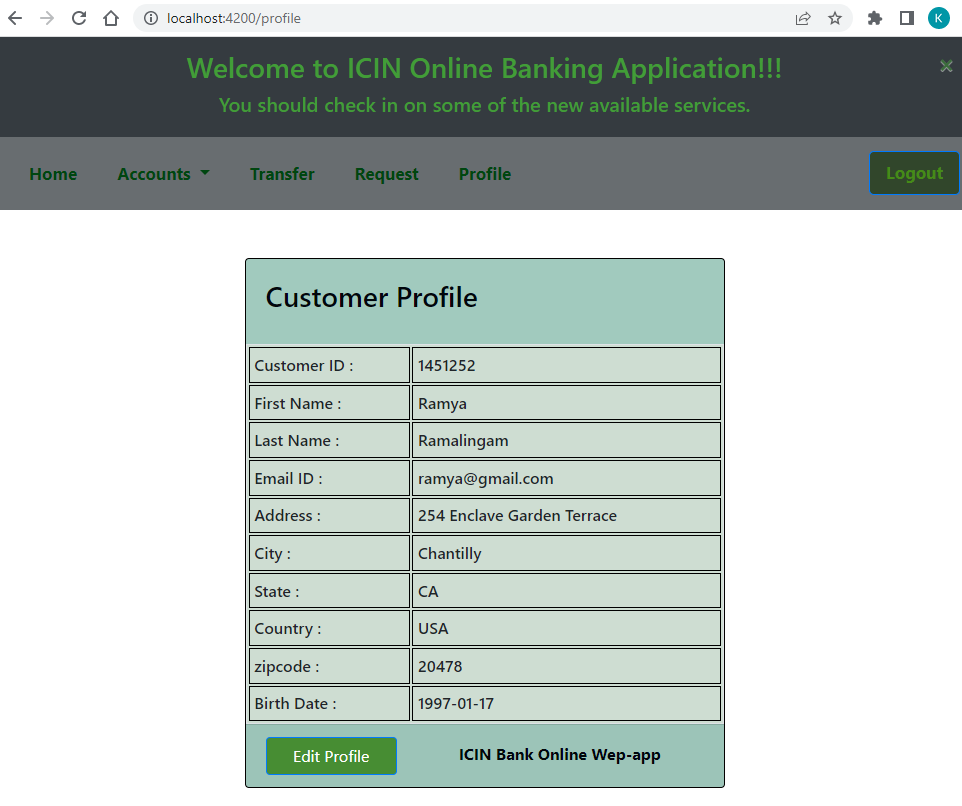 localhost:4200/profile
K
Welcome to ICIN Online Banking Application!!!
You should check in on some of the new available services.
Home Accounts Transfer Request Profile Logout
Customer Profile
Customer ID : 1451252
First Name : Ramya
Last Name : Ramalingam
Email ID : ramya@gmail.com
Address : 254 Enclave Garden Terrace
City : Chantilly
State : CA
Country : USA
zipcode : 20478
Birth Date : 1997-01-17
Edit Profile ICIN Bank Online Wep-app